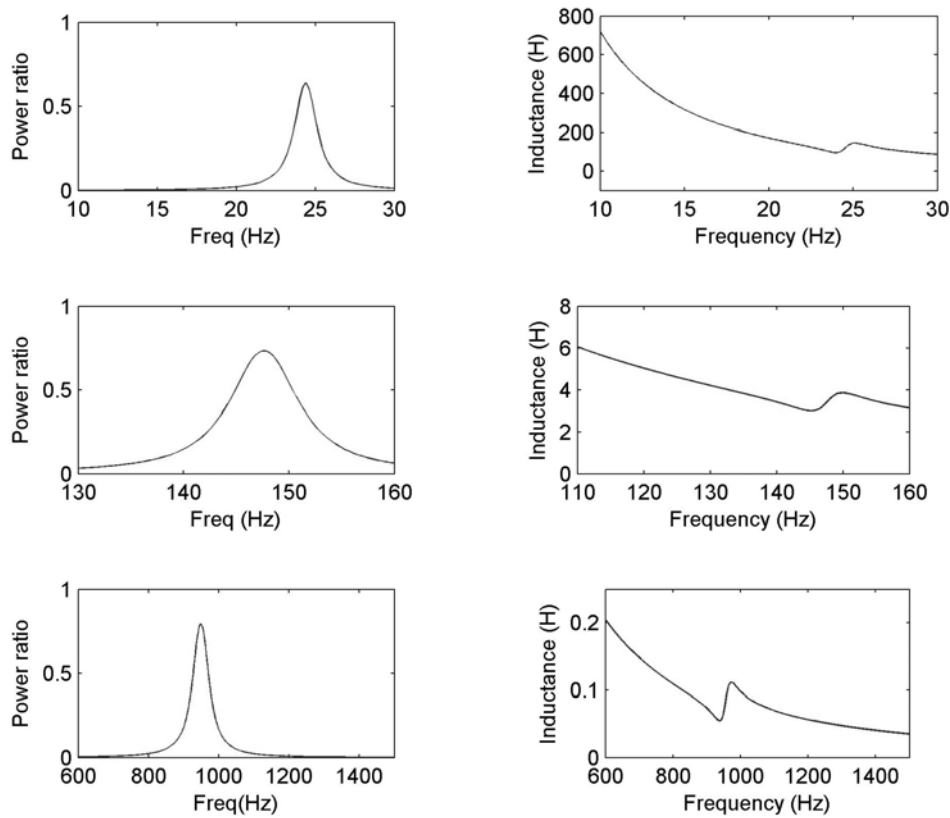 1
0.5
0
Power ratio
10 15 20 25 30
Freq (Hz)
800
600
400
200
0
Inductance (H)
10 15 20 25 30
Frequency (Hz)
1
0.5
0
Power ratio
130 140 150 160
Freq (Hz)
8
6
4
2
0
Inductance (H)
110 120 130 140 150 160
Frequency (Hz)
1
0.5
0
Power ratio
600 800 1000 1200 1400
Freq(Hz)
0.2
0.1
0
Inductance (H)
600 800 1000 1200 1400
Frequency (Hz)